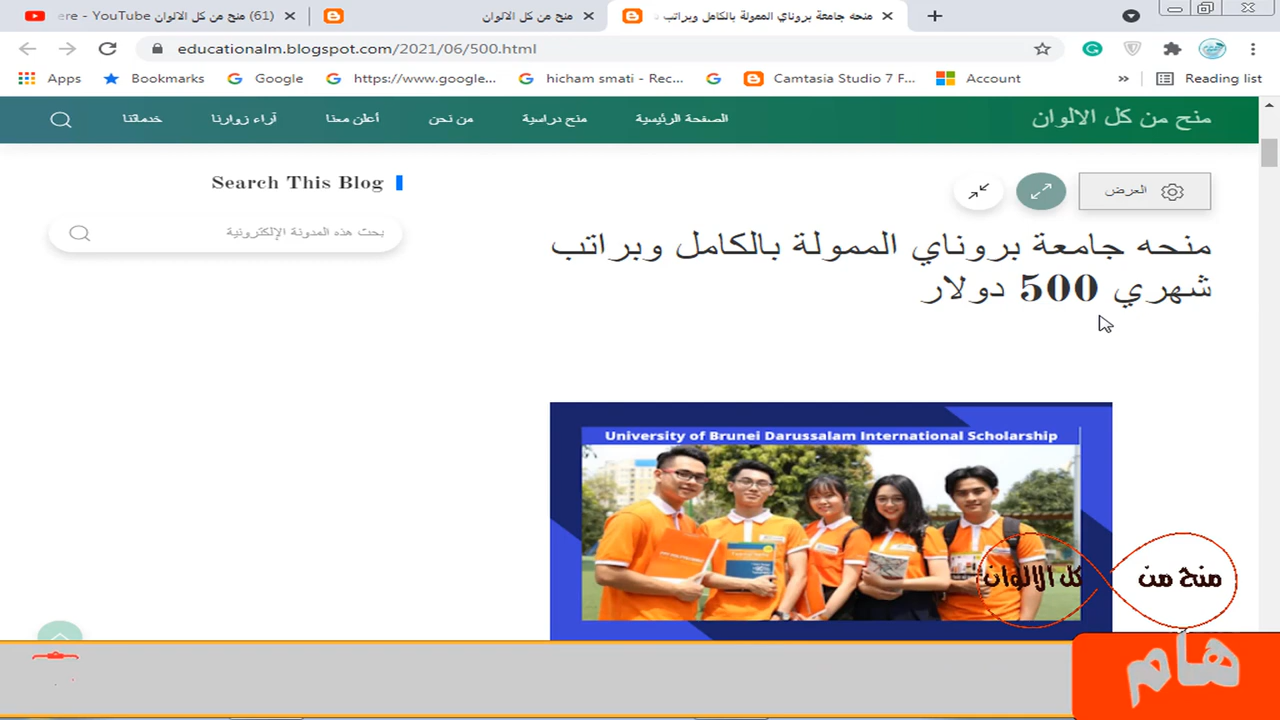 منح من كل الالوان YouTube - ere (61)
منح من كل الالوان
منحه جامعة بروناي الممولة بالكامل وبراتب د
educationalm.blogspot.com/2021/06/500.html
Apps
Bookmarks
Google
https://www.google...
hicham smati - Rec...
Camtasia Studio 7 F...
Account
»
Reading list
منح من كل الالوان
الصفحة الرئيسية
منح دراسية
من نحن
أعلن معنا
آراء زوارنا
خدماتنا
العرض
Search This Blog
بحث هذه المدونة الإلكترونية
منحه جامعة بروناي الممولة بالكامل وبراتب
شهري 500 دولار
University of Brunei Darussalam International Scholarship
منح من
كل الالوان
هام